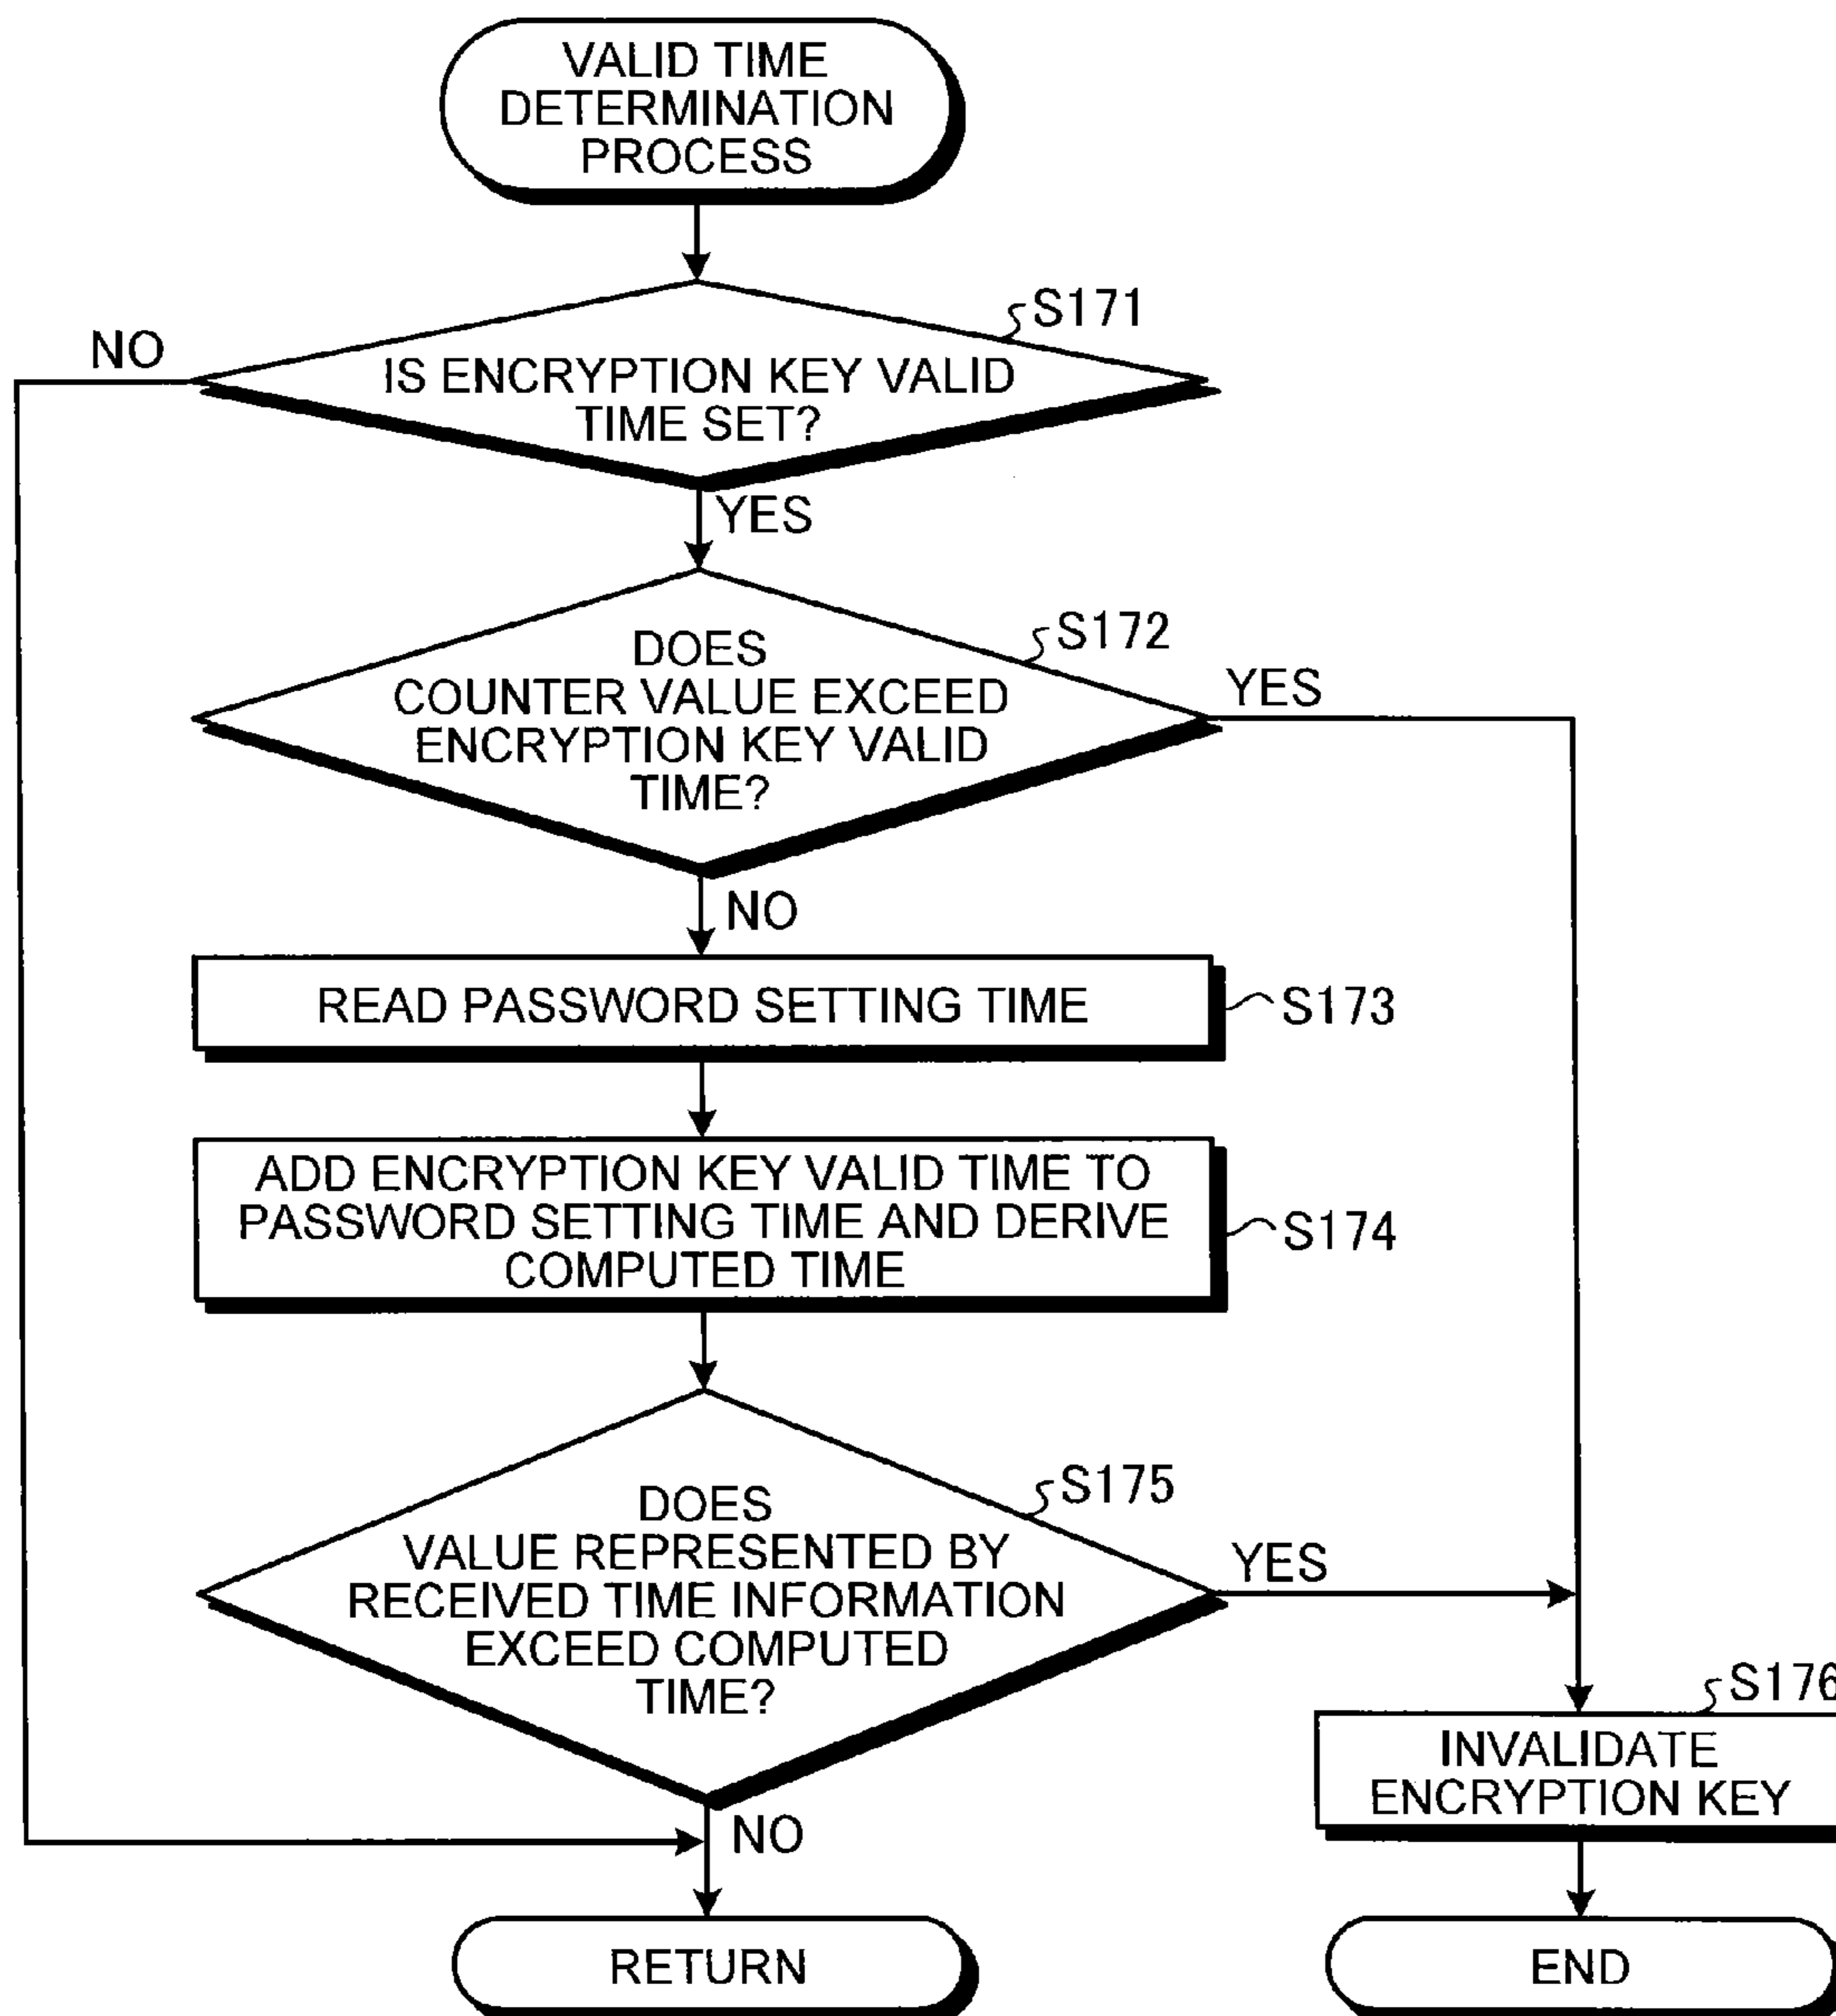 VALID TIME
DETERMINATION
PROCESS
S171
NO
IS ENCRYPTION KEY VALID
TIME SET?
YES
S172
DOES
COUNTER VALUE EXCEED
ENCRYPTION KEY VALID
TIME?
YES
NO
READ PASSWORD SETTING TIME
S173
ADD ENCRYPTION KEY VALID TIME TO
PASSWORD SETTING TIME AND DERIVE
COMPUTED TIME
S174
S175
DOES
VALUE REPRESENTED BY
RECEIVED TIME INFORMATION
EXCEED COMPUTED
TIME?
YES
NO
S176
INVALIDATE
ENCRYPTION KEY
RETURN
END